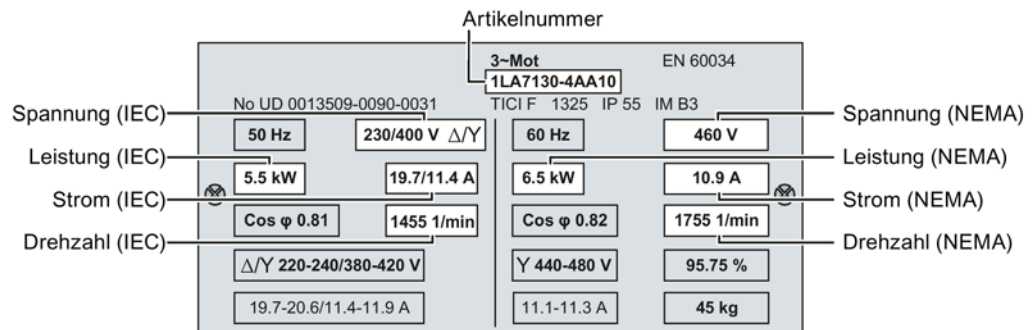 Artikelnummer
3~Mot EN 60034
1LA7130-4AA10
No UD 0013509-0090-0031 TICI F 1325 IP 55 IM B3
Spannung (IEC) 50 Hz 230/400 V Δ/Y 60 Hz 460 V Spannung (NEMA)
Leistung (IEC) 5.5 kW 19.7/11.4 A 6.5 kW 10.9 A Leistung (NEMA)
Strom (IEC) Strom (NEMA)
Cos φ 0.81 1455 1/min Cos φ 0.82 1755 1/min
Drehzahl (IEC) Drehzahl (NEMA)
Δ/Y 220-240/380-420 V Y 440-480 V 95.75 %
19.7-20.6/11.4-11.9 A 11.1-11.3 A 45 kg